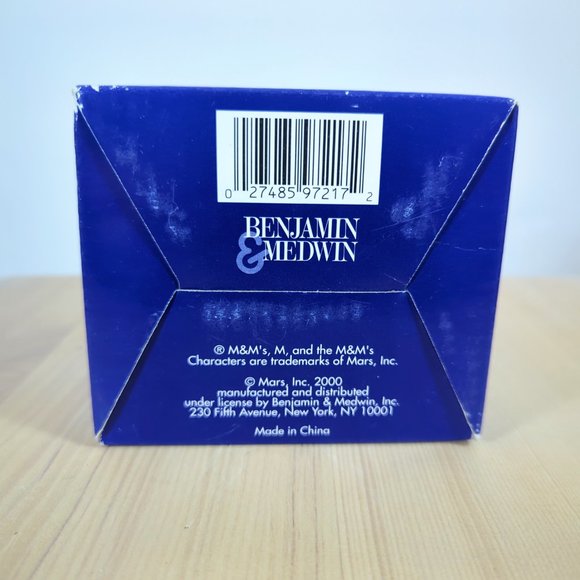 0 27485 97217 2
BENJAMIN
& MEDWIN
® M&M's, M, and the M&M's
Characters are trademarks of Mars, Inc.
© Mars, Inc. 2000
manufactured and distributed
under license by Benjamin & Medwin, Inc.
230 Fifth Avenue, New York, NY 10001
Made in China